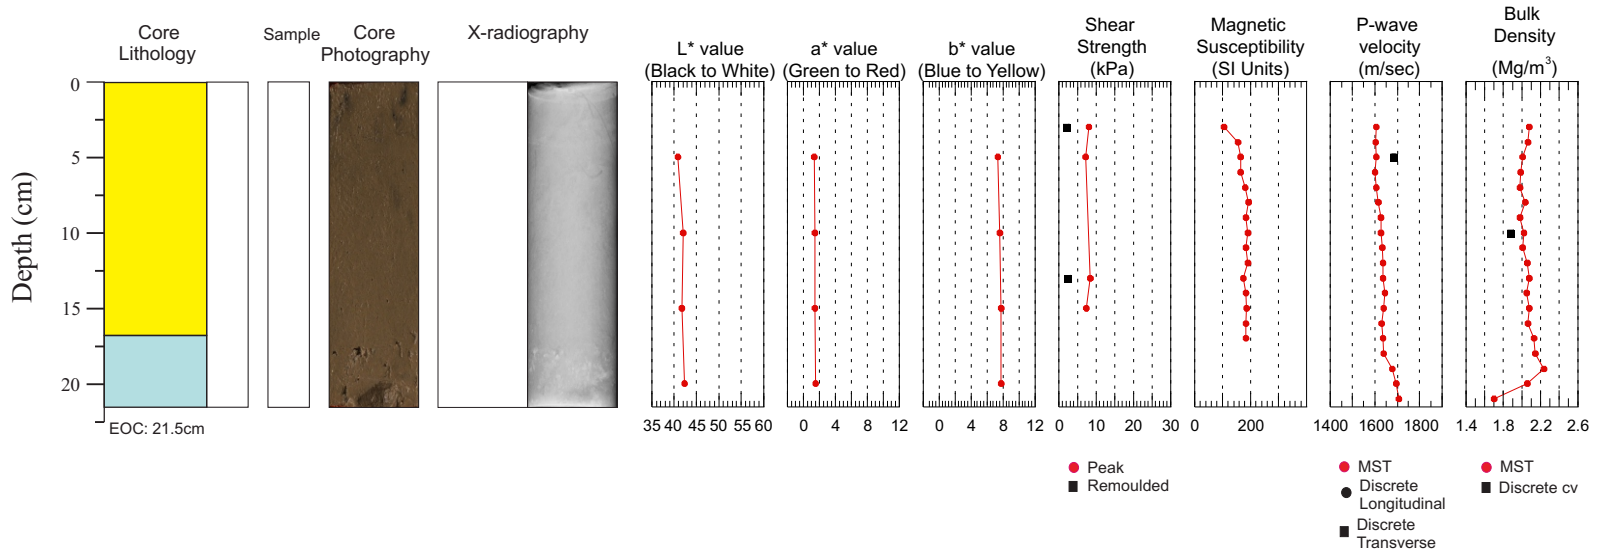 Core
Lithology
Sample
Core
Photography
X-radiography
L* value
(Black to White)
a* value
(Green to Red)
b* value
(Blue to Yellow)
Shear
Strength
(kPa)
Magnetic
Susceptibility
(SI Units)
P-wave
velocity
(m/sec)
Bulk
Density
(Mg/m³)
Depth (cm)
0
5
10
15
20
EOC: 21.5cm
35 40 45 50 55 60
0 4 8 12
0 4 8 12
0 10 20 30
0 200
1400 1600 1800
1.4 1.8 2.2 2.6
Peak
Remoulded
MST
Discrete
Longitudinal
Discrete
Transverse
MST
Discrete cv